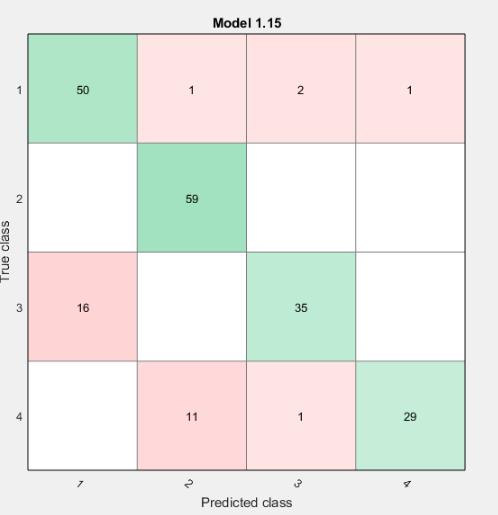 Model 1.15
1 50 1 2 1
2 59
3 16 35
4 11 1 29
1 2 3 4
Predicted class
True class